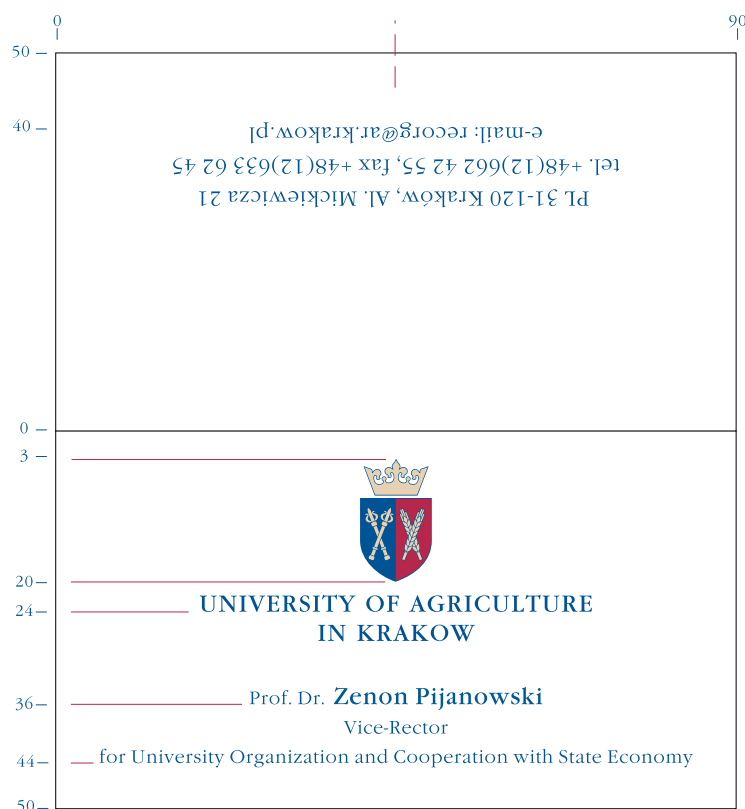 0
90
50
40
PL 31-120 Kraków, Al. Mickiewicza 21
tel. +48(12)662 42 55, fax +48(12)633 62 45
e-mail: recorg@ar.krakow.pl
0
3
20
24
UNIVERSITY OF AGRICULTURE
IN KRAKOW
36
Prof. Dr. Zenon Pijanowski
Vice-Rector
44
for University Organization and Cooperation with State Economy
50